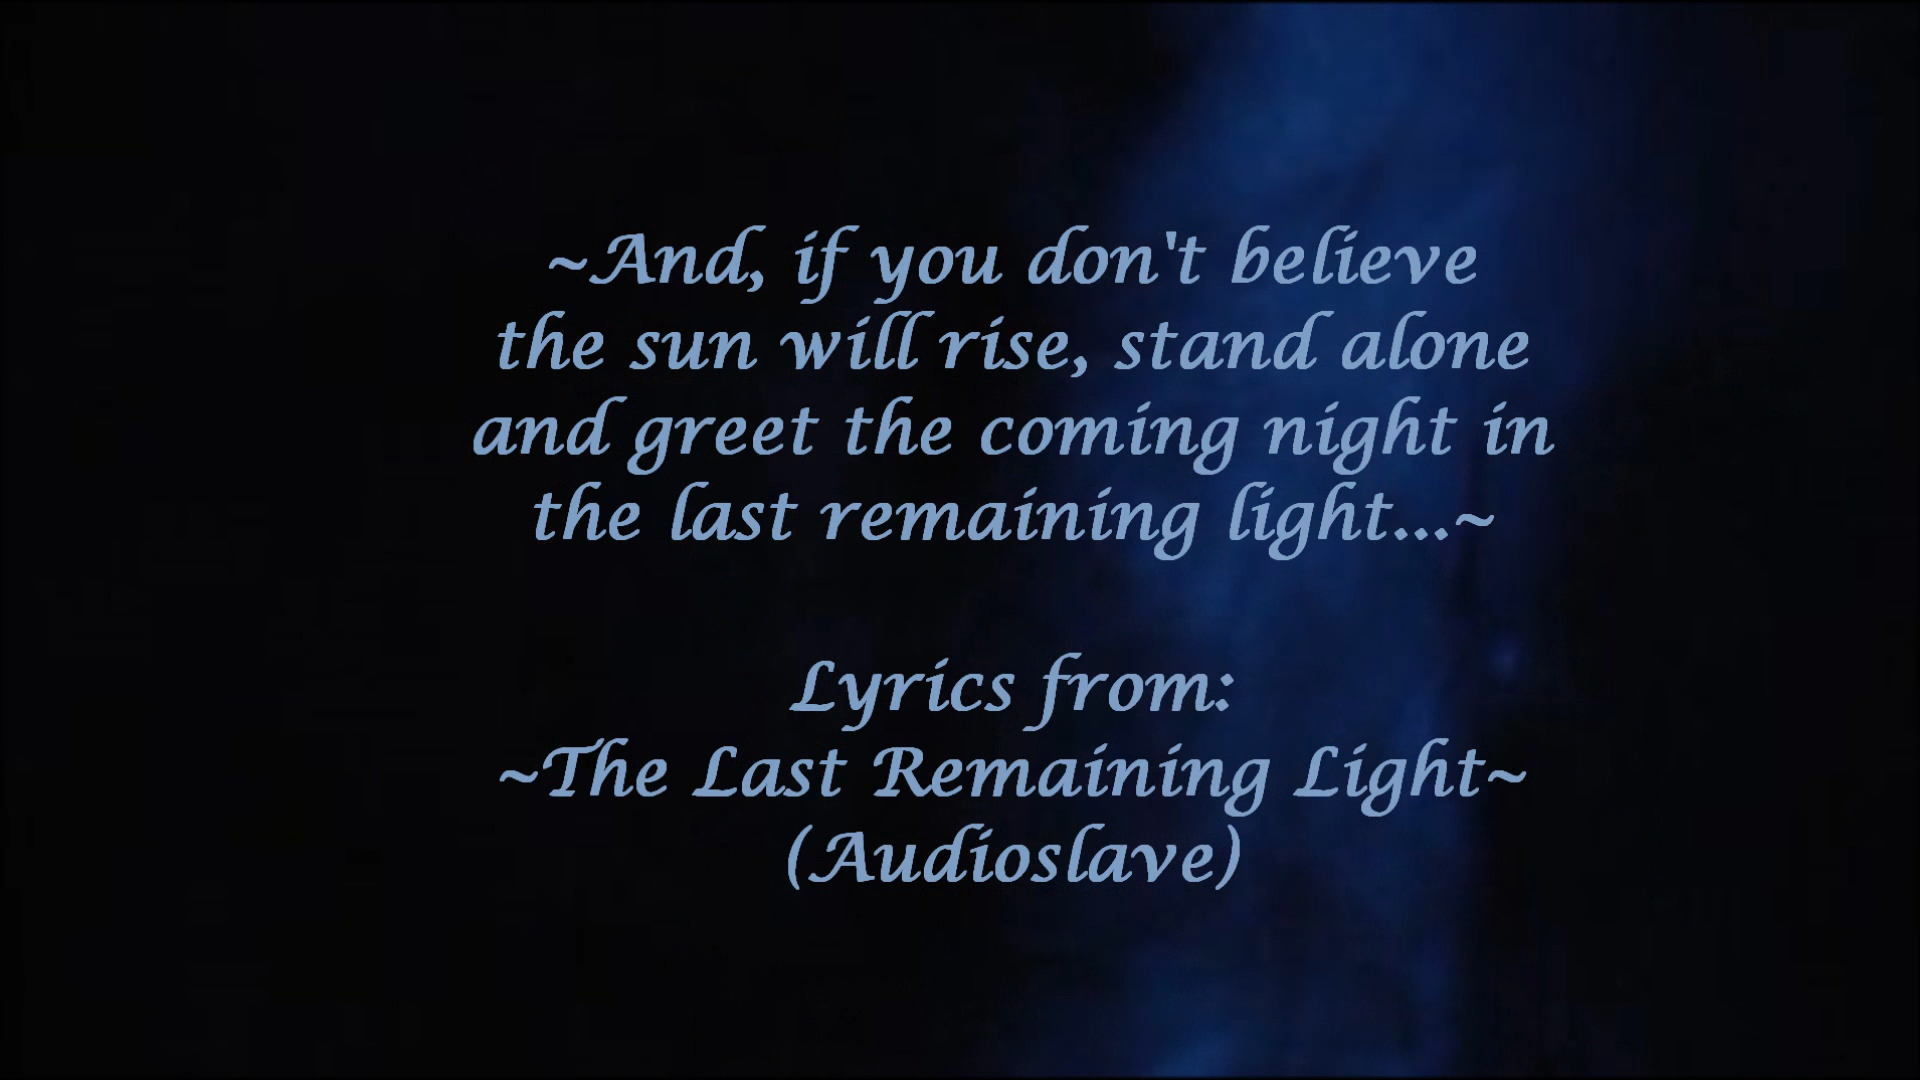 ~And, if you don't believe
the sun will rise, stand alone
and greet the coming night in
the last remaining light...~
Lyrics from:
~The Last Remaining Light~
(Audioslave)